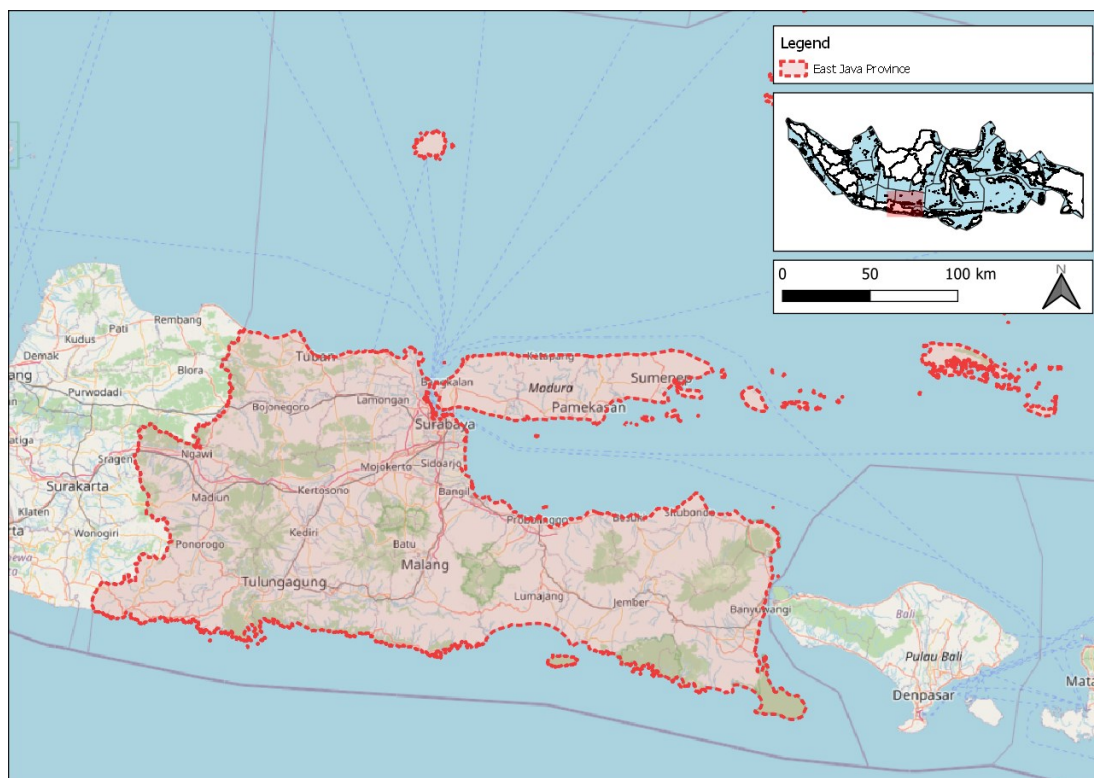 Legend
East Java Province
0 50 100 km
N
Pati
Rembang
Kudus
Demak
ang
Blora
Purwodadi
Tuban
Ketapang
Bangkalan
Madura
Sumenep
Pamekasan
Lamongan
Bojonegoro
Surabaya
Sragen
Ngawi
Mojokerto
Sidoarjo
Surakarta
Madiun
Kertosono
Bangil
Klaten
Wonogiri
Probolinggo
Besuki
Situbondo
Ponorogo
Kediri
Batu
Malang
Tulungagung
Lumajang
Jember
Banyuwangi
Bali
Pulau Bali
Denpasar
Mata